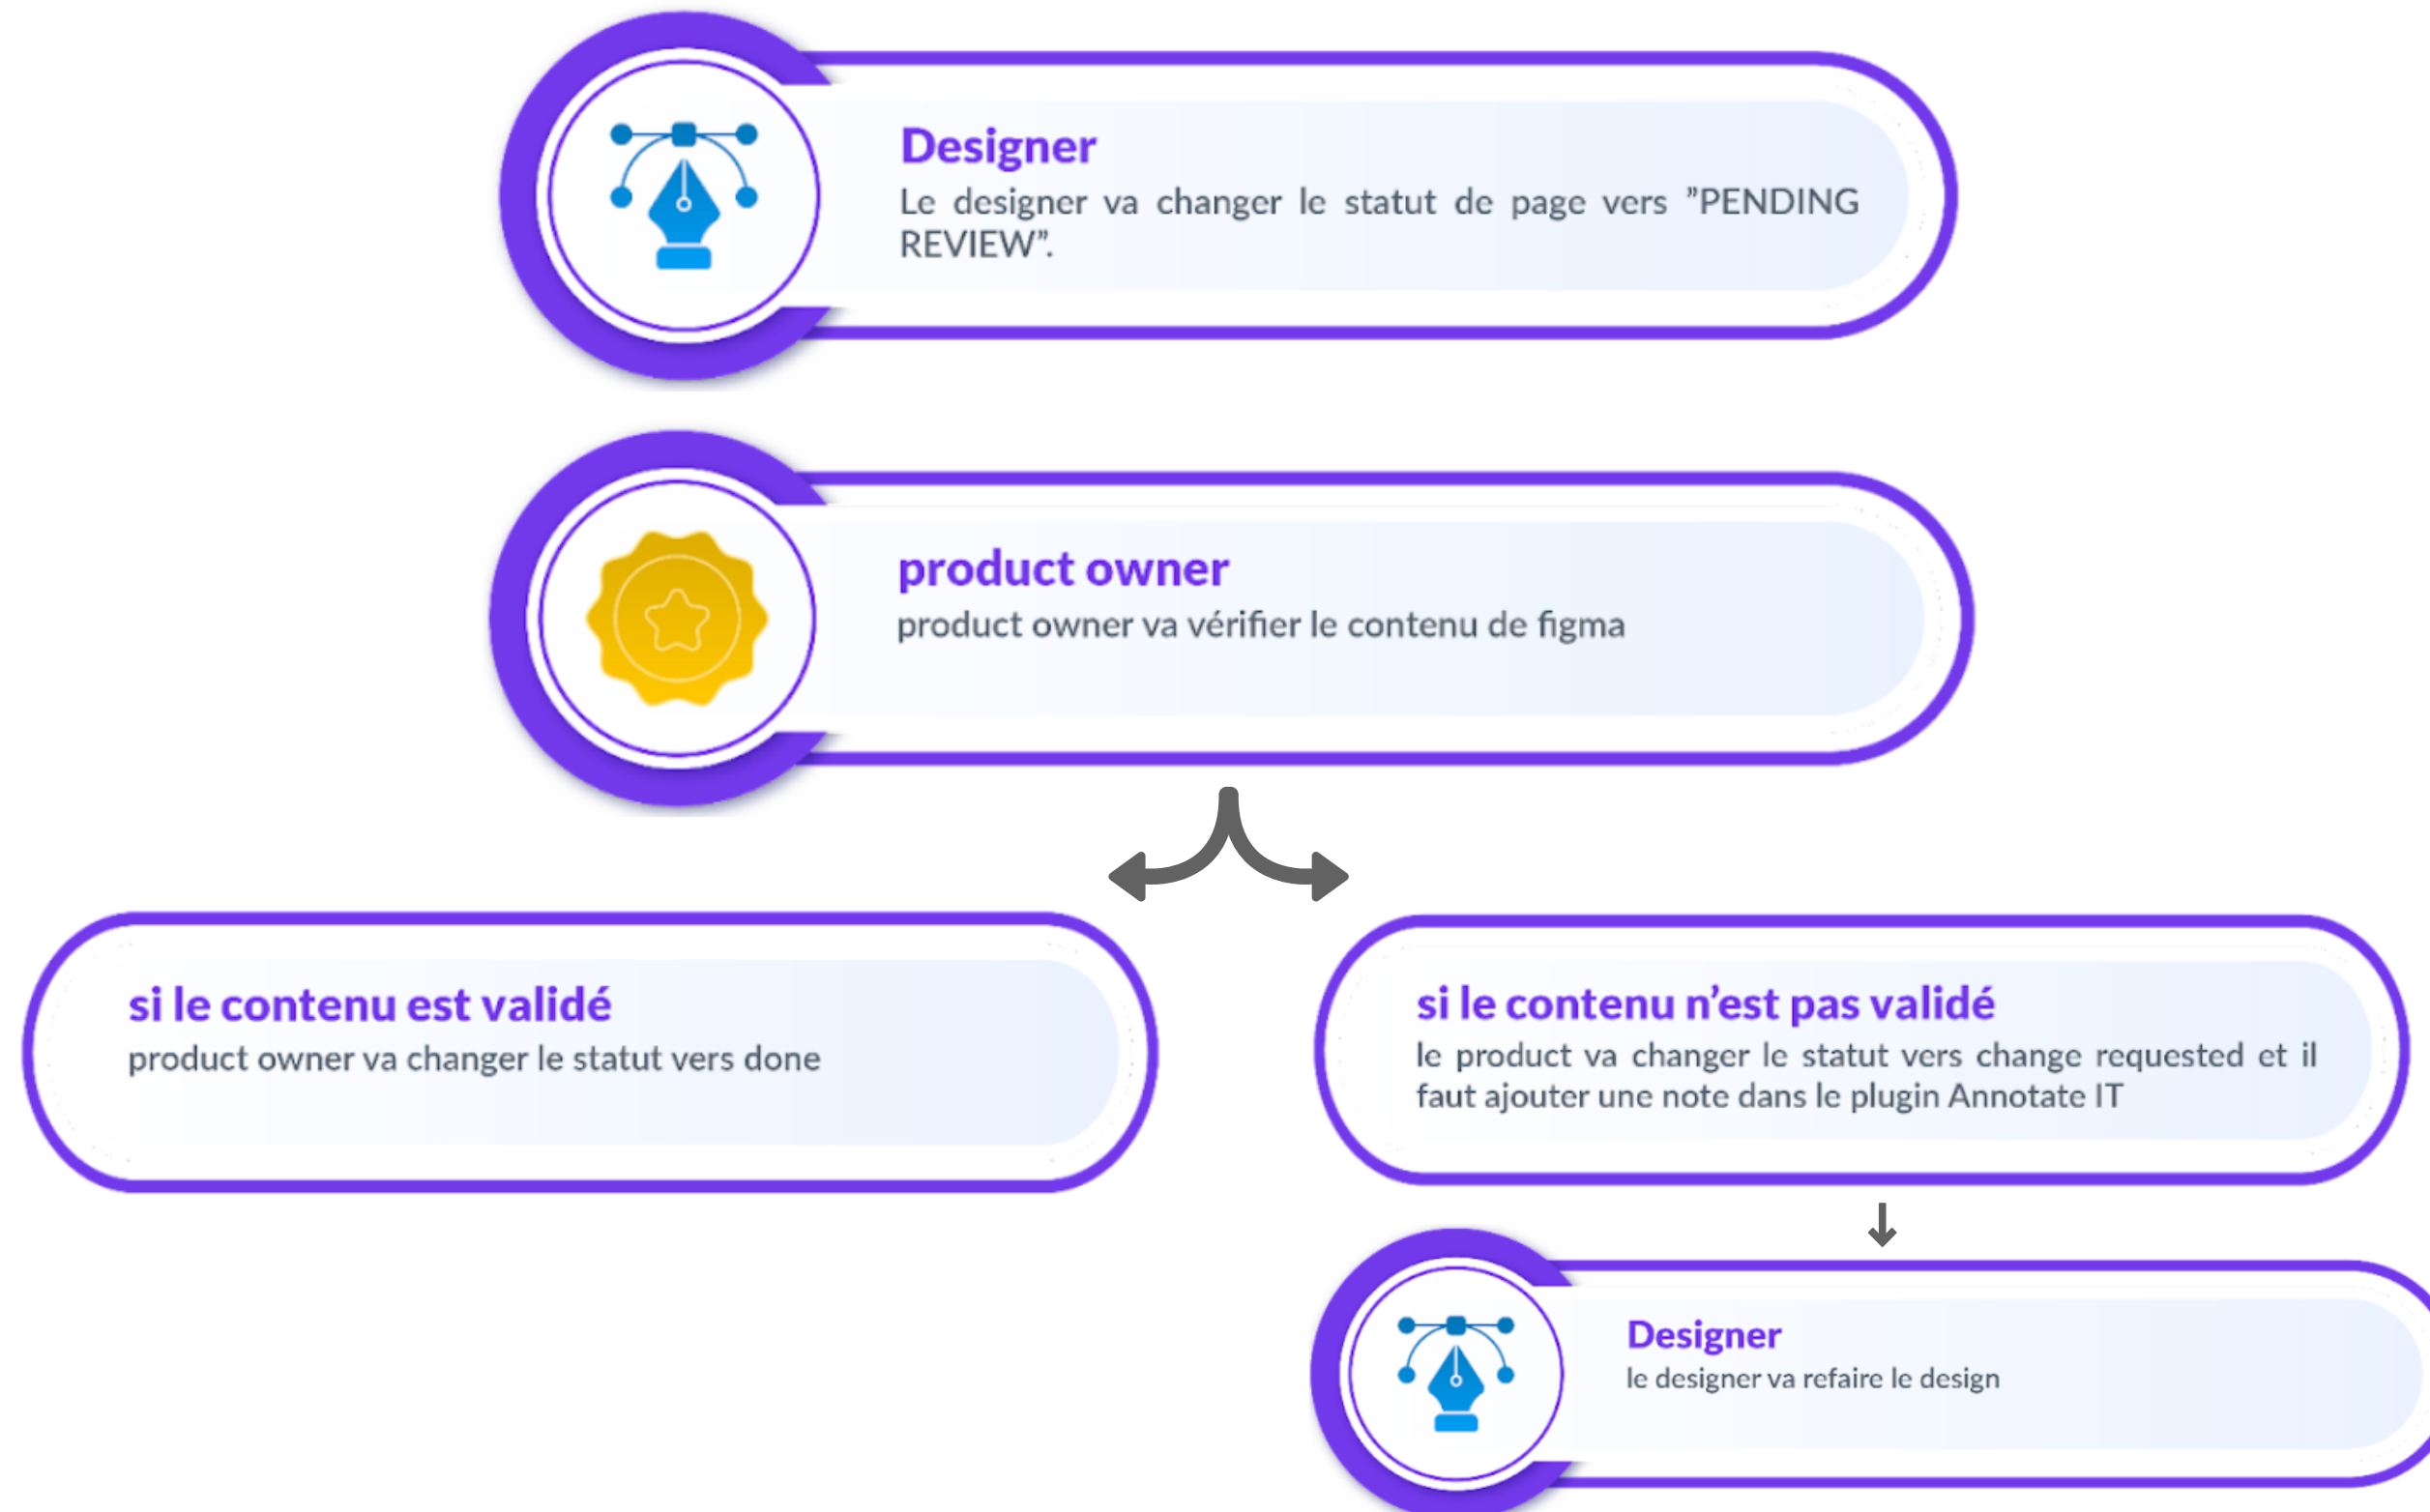 Designer
Le designer va changer le statut de page vers ”PENDING
REVIEW”.
product owner
product owner va vérifier le contenu de figma
si le contenu est validé
product owner va changer le statut vers done
si le contenu n’est pas validé
le product va changer le statut vers change requested et il
faut ajouter une note dans le plugin Annotate IT
Designer
le designer va refaire le design